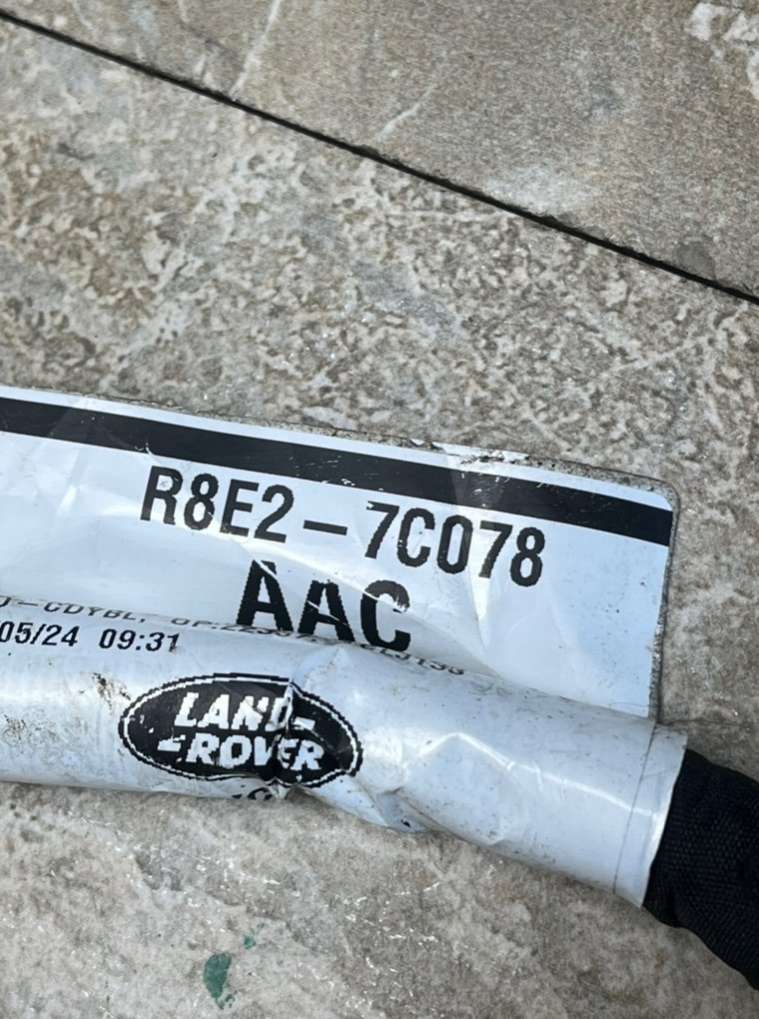 R8E2-7C078
AAC
05/24 09:31
LAND-
-ROVER